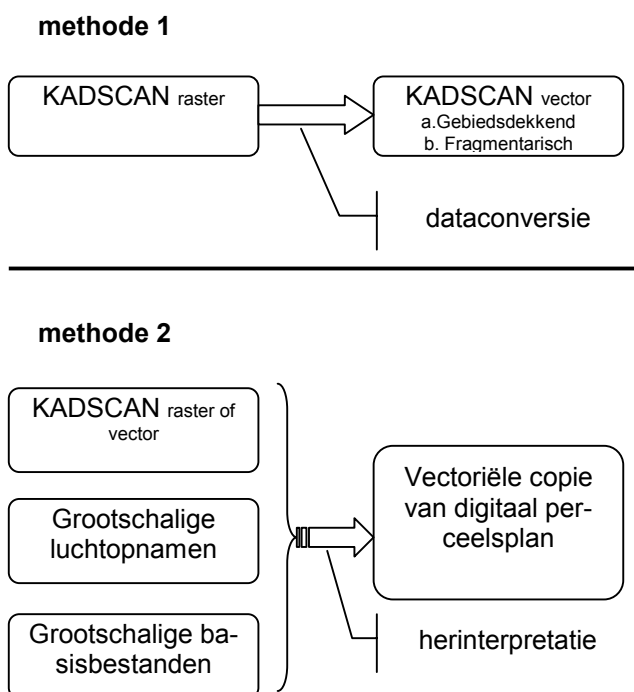 methode 1
KADSCAN raster
KADSCAN vector
a.Gebiedsdekkend
b. Fragmentarisch
dataconversie
methode 2
KADSCAN raster of
vector
Grootschalige
luchtopnamen
Grootschalige ba-
sisbestanden
Vectoriële copie
van digitaal per-
ceelsplan
herinterpretatie